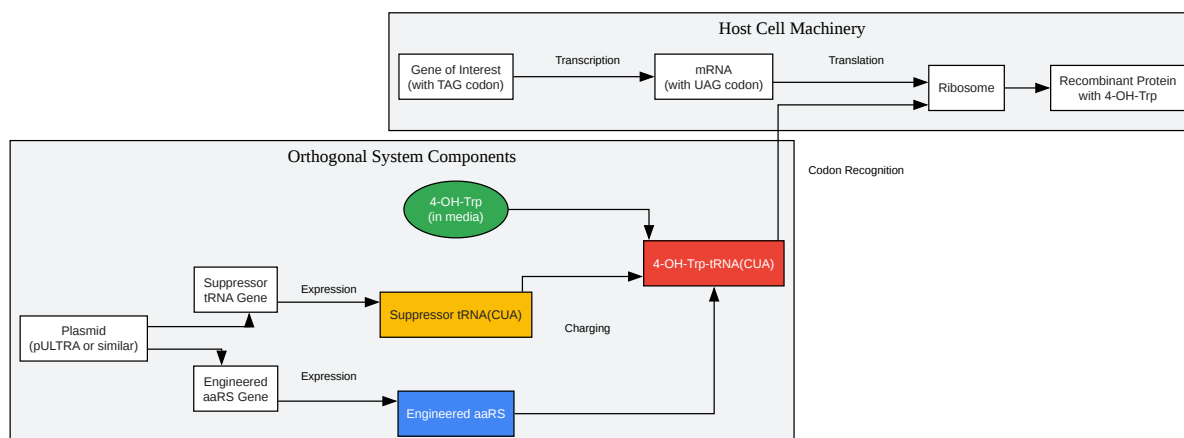 Host Cell Machinery
Gene of Interest
(with TAG codon)
Transcription
mRNA
(with UAG codon)
Translation
Ribosome
Recombinant Protein
with 4-OH-Trp
Orthogonal System Components
Codon Recognition
4-OH-Trp
(in media)
4-OH-Trp-tRNA(CUA)
Suppressor
tRNA Gene
Expression
Suppressor tRNA(CUA)
Charging
Plasmid
(pULTRA or similar)
Engineered
aaRS Gene
Expression
Engineered aaRS